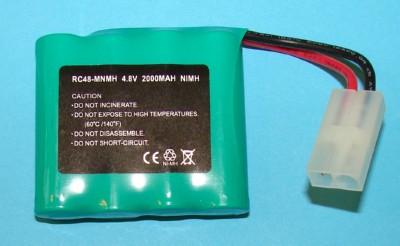 RC48-MNMH 4.8V 2000MAH NIMH
CAUTION
• DO NOT INCINERATE.
• DO NOT EXPOSE TO HIGH TEMPERATURES.
(60°C /140°F)
• DO NOT DISASSEMBLE.
• DO NOT SHORT-CIRCUIT.
CE
NI-MH